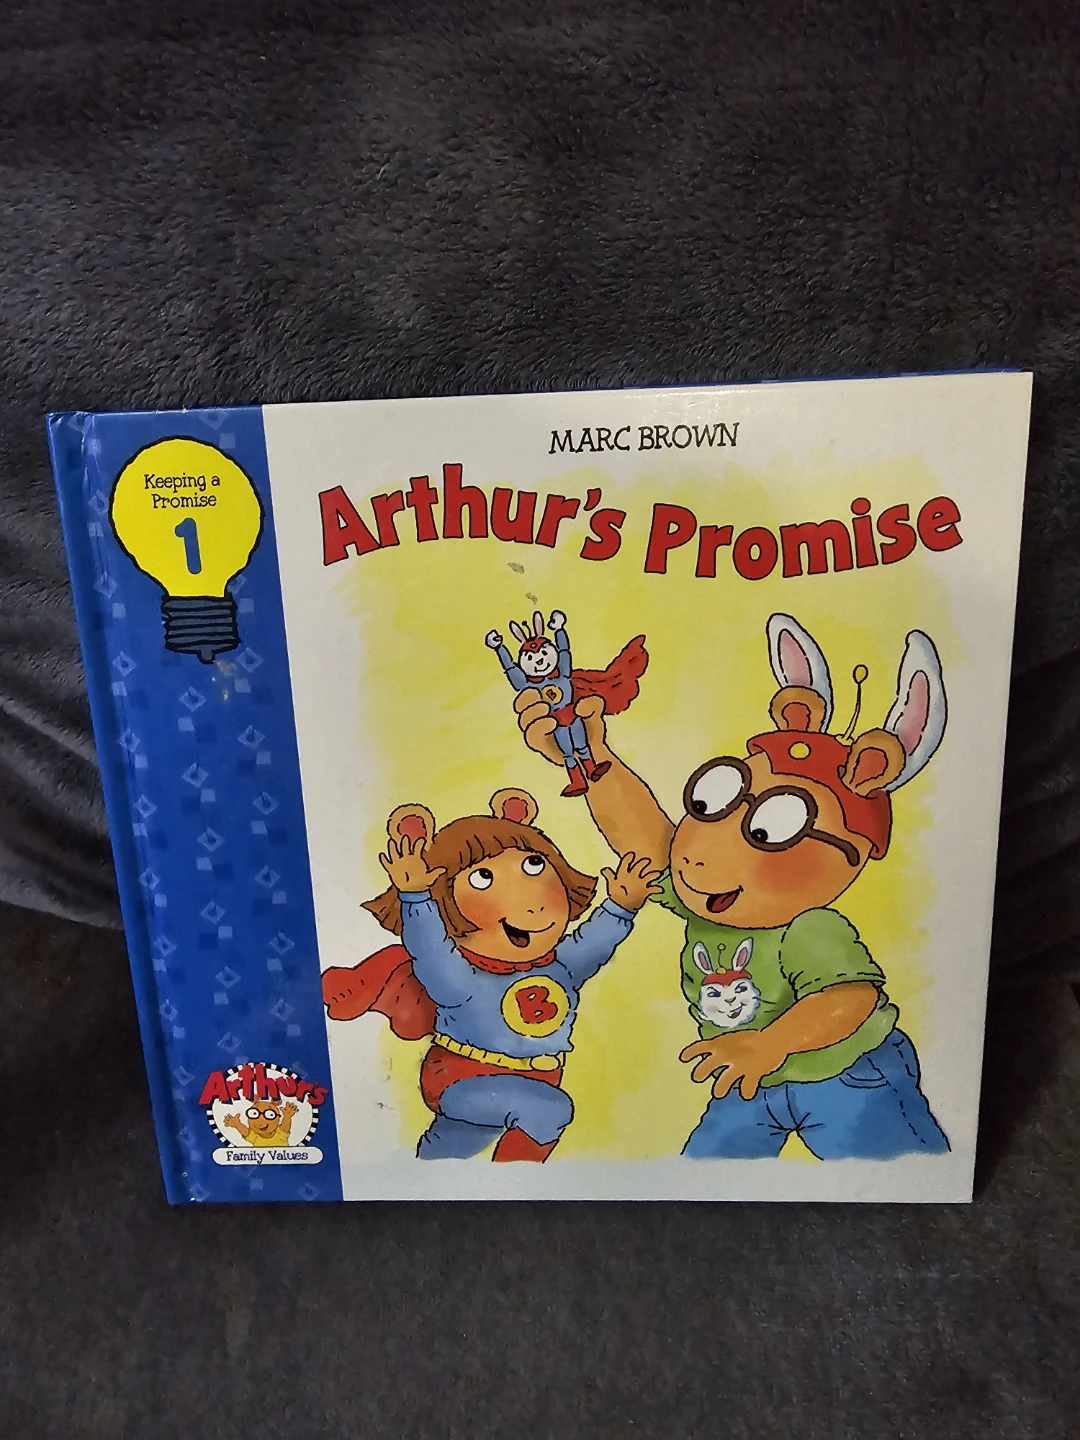 MARC BROWN
Arthur's Promise
Keeping a
Promise
1
B
B
Arthur's
Family Values